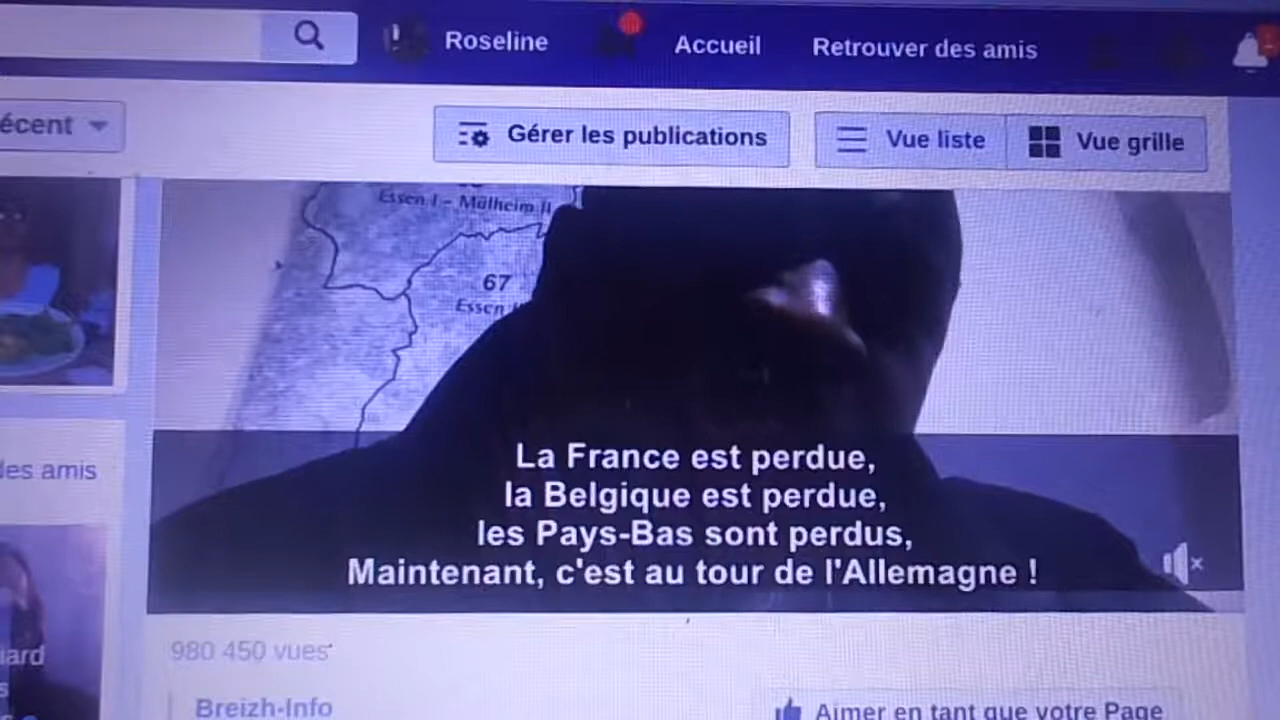 Roseline
Accueil
Retrouver des amis
écent
Gérer les publications
Vue liste
Vue grille
Essen I - Mülheim II
67
Essen
La France est perdue,
la Belgique est perdue,
les Pays-Bas sont perdus,
Maintenant, c'est au tour de l'Allemagne !
des amis
980 450 vues
Breizh-Info
Aimer en tant que votre Page